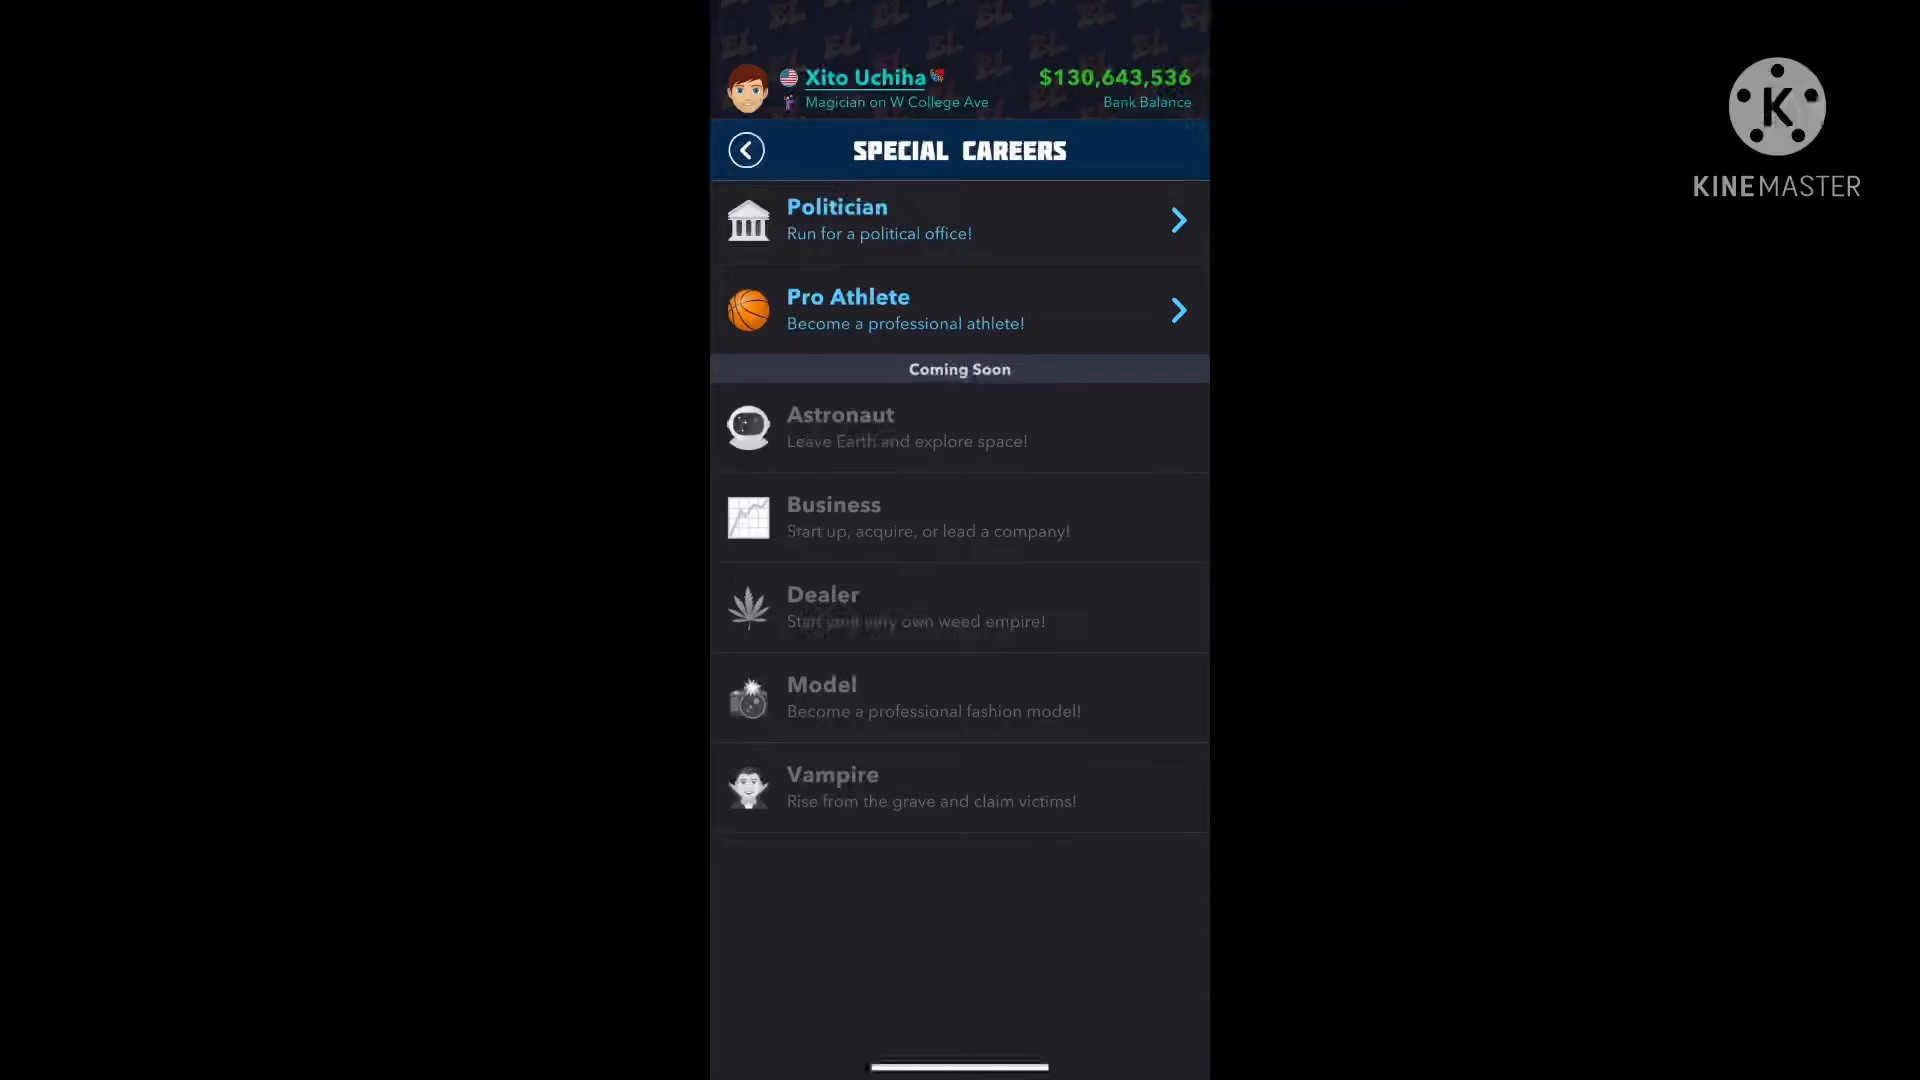 Xito Uchiha
$130,643,536
Magician on W College Ave
Bank Balance
SPECIAL CAREERS
Politician
Run for a political office!
Pro Athlete
Become a professional athlete!
Coming Soon
Astronaut
Leave Earth and explore space!
Business
Start up, acquire, or lead a company!
Dealer
Start your own weed empire!
Model
Become a professional fashion model!
Vampire
Rise from the grave and claim victims!
K
KINEMASTER